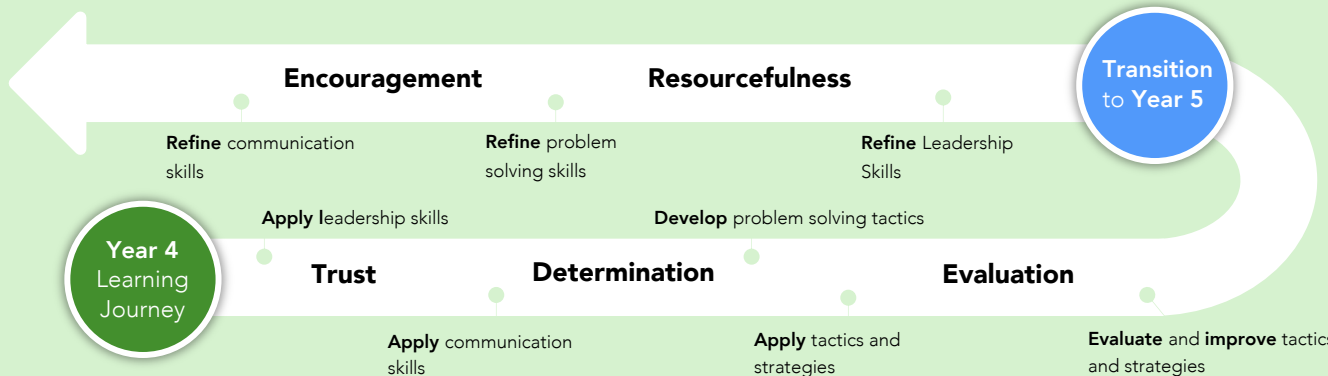 Encouragement
Resourcefulness
Transition
to Year 5
Refine communication
skills
Refine problem
solving skills
Refine Leadership
Skills
Apply leadership skills
Develop problem solving tactics
Year 4
Learning
Journey
Trust
Determination
Evaluation
Apply communication
skills
Apply tactics and
strategies
Evaluate and improve tactics
and strategies